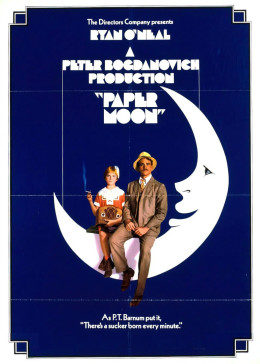 The Directors Company presents
RYAN O'NEAL
A
PETER BOGDANOVICH
PRODUCTION
"PAPER
MOON"
As P.T. Barnum put it,
"There's a sucker born every minute."